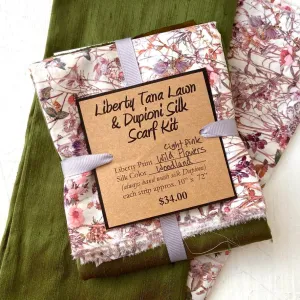 Liberty Tana Lawn
& Dupioni Silk
Scarf Kit
Light Pink
Liberty Print Wild Flowers
Silk Color Woodland
(always hand wash silk Dupioni)
each strip approx. 10" x 72"
$34.00